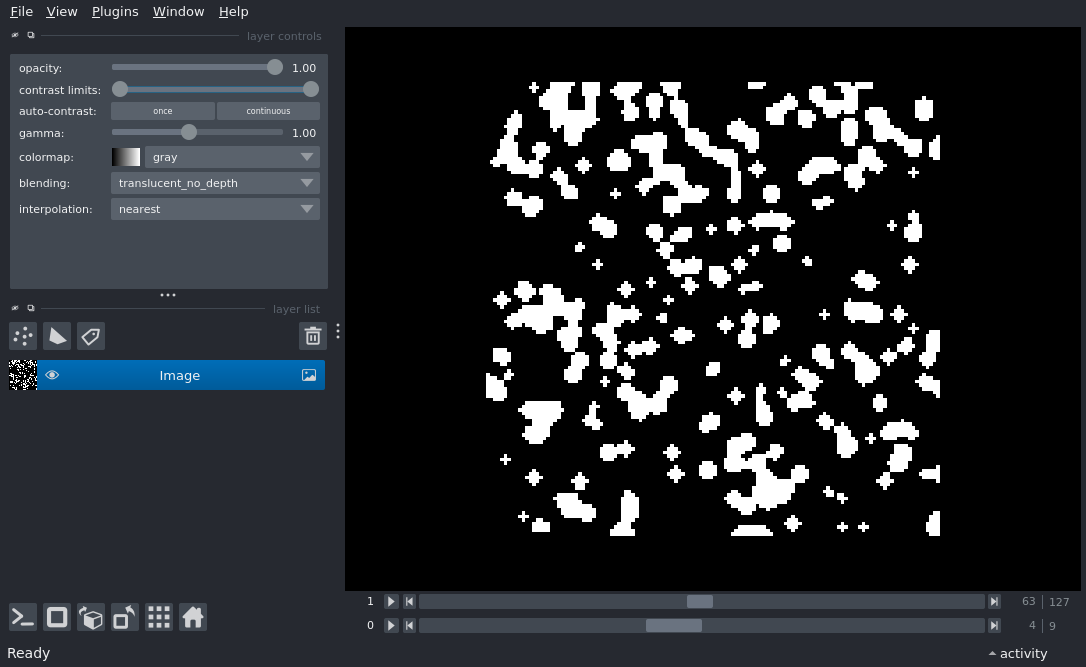 File View Plugins Window Help
layer controls
opacity: 1.00
contrast limits:
auto-contrast: once continuous
gamma: 1.00
colormap: gray
blending: translucent_no_depth
interpolation: nearest
layer list
Image
1 63 127
0 4 9
Ready activity